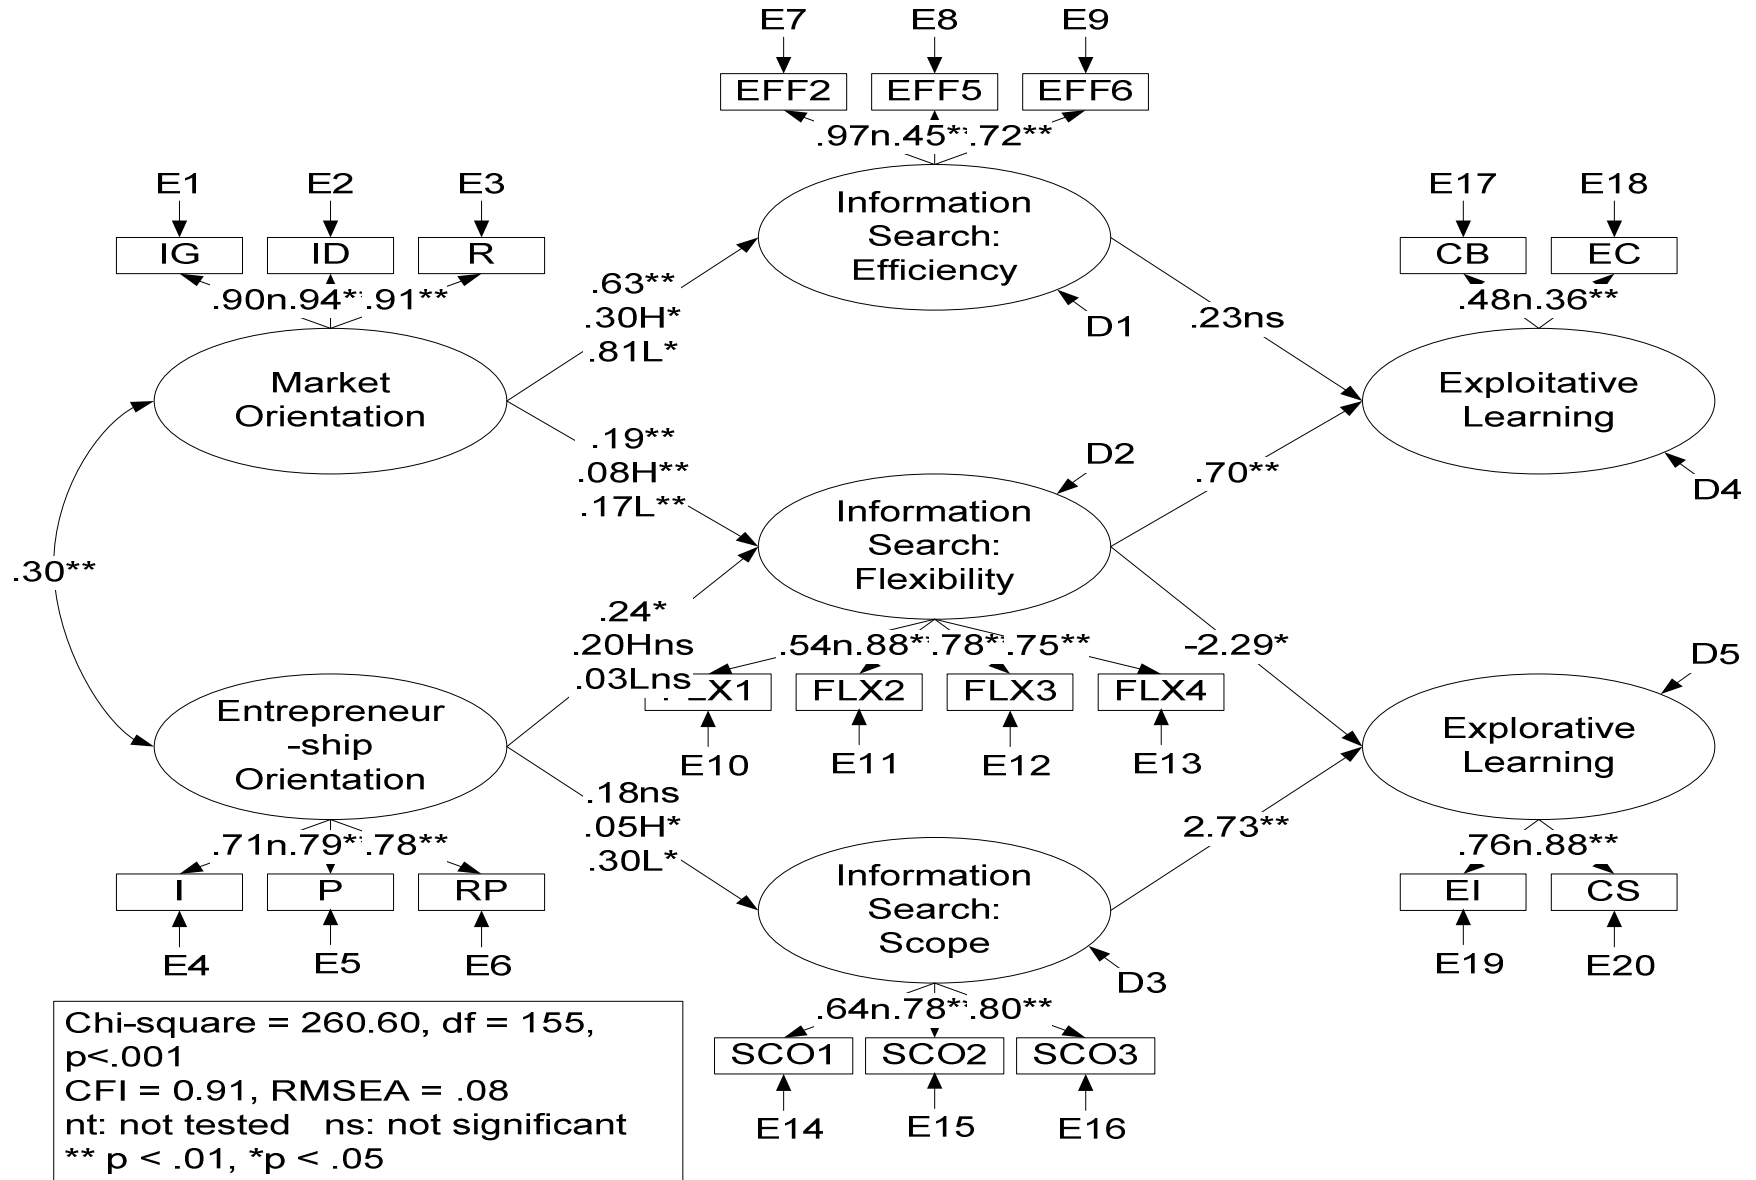 E7 E8 E9
EFF2 EFF5 EFF6
.97n.45* .72**
E1 E2 E3
IG ID R
.90n.94* .91**
Information
Search:
Efficiency
D1
E17 E18
CB EC
.48n.36**
.63**
.30H*
.81L*
.23ns
Market
Orientation
Exploitative
Learning
D4
.19**
.08H**
.17L**
D2
.70**
Information
Search:
Flexibility
.30**
.24*
.20Hns
.03Lns
.54n.88* .78* .75**
-2.29*
LX1 FLX2 FLX3 FLX4
E10 E11 E12 E13
D5
Entrepreneur
-ship
Orientation
Explorative
Learning
.18ns
.05H*
.30L*
2.73**
.71n.79* .78**
I P RP
E4 E5 E6
Information
Search:
Scope
D3
.76n.88**
EI CS
E19 E20
.64n.78* .80**
SCO1 SCO2 SCO3
E14 E15 E16
Chi-square = 260.60, df = 155,
p<.001
CFI = 0.91, RMSEA = .08
nt: not tested ns: not significant
** p < .01, *p < .05